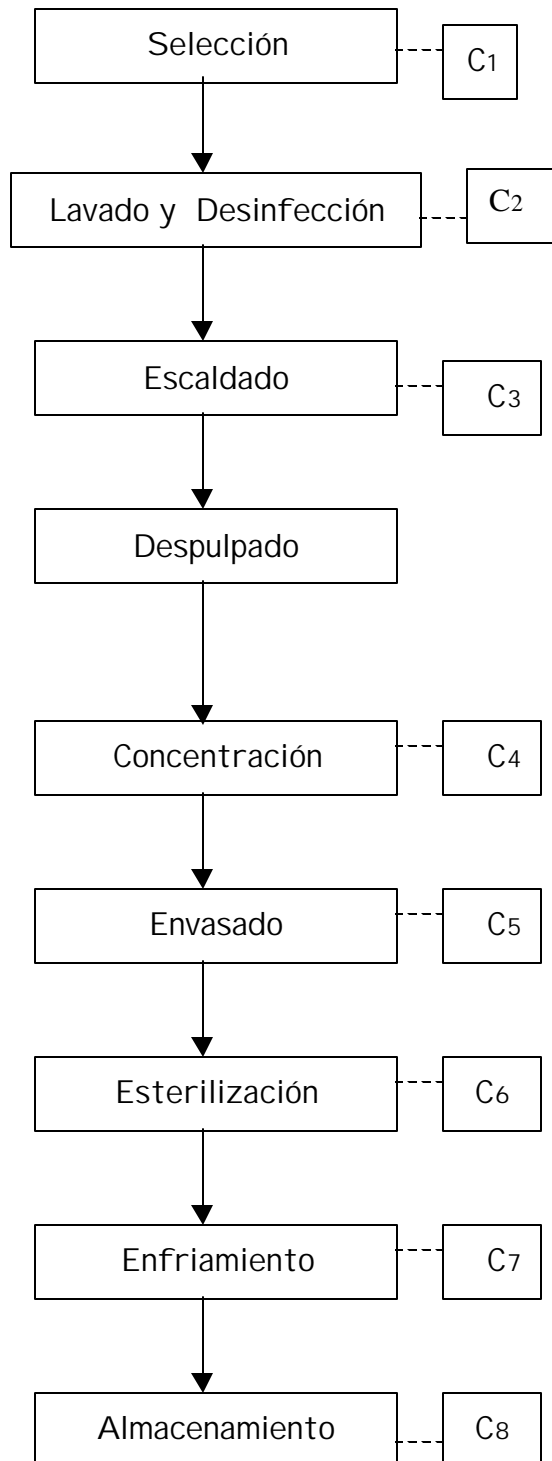 Selección
C1
Lavado y Desinfección
C2
Escaldado
C3
Despulpado
Concentración
C4
Envasado
C5
Esterilización
C6
Enfriamiento
C7
Almacenamiento
C8